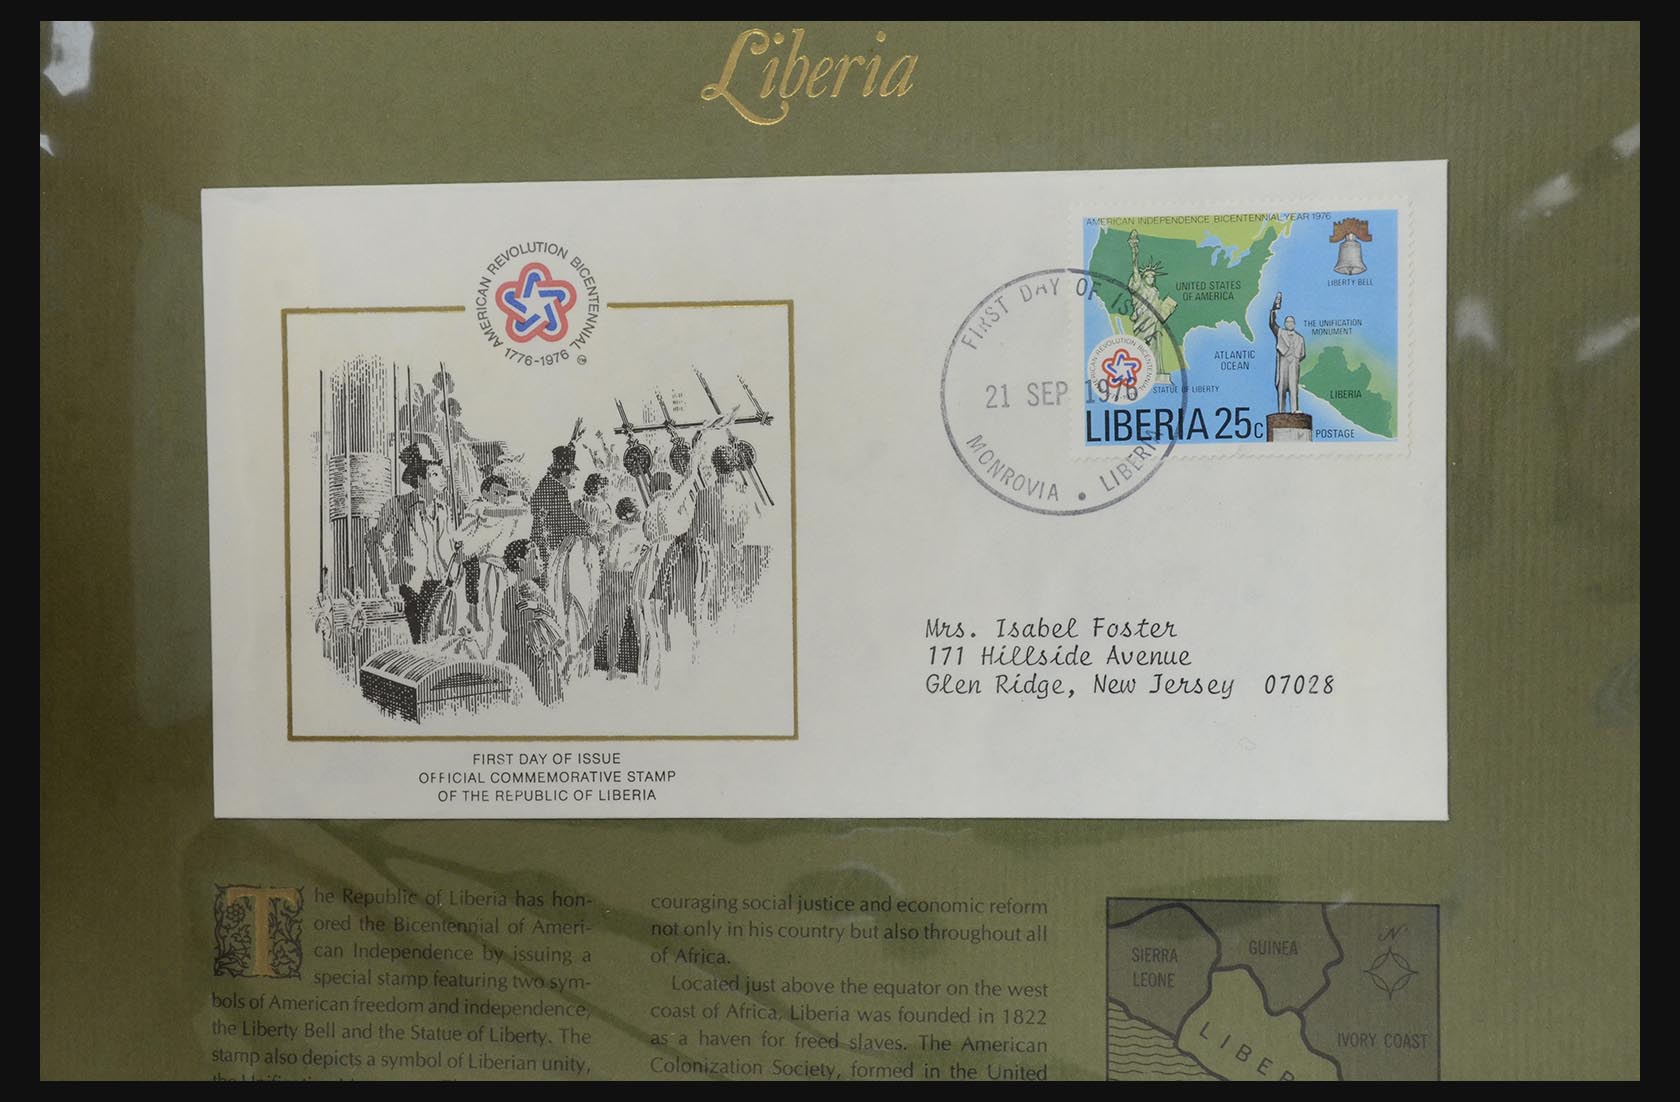 Liberia
AMERICAN REVOLUTION BICENTENNIAL
1776-1976
FIRST DAY OF ISSUE
OFFICIAL COMMEMORATIVE STAMP
OF THE REPUBLIC OF LIBERIA
AMERICAN INDEPENDENCE BICENTENNIAL YEAR 1976
LIBERTY BELL
UNITED STATES
OF AMERICA
THE UNIFICATION
MONUMENT
ATLANTIC
OCEAN
LIBERIA
AMERICAN REVOLUTION BICENTENNIAL
STATUE OF LIBERTY
LIBERIA 25c
POSTAGE
FIRST DAY OF ISSUE
21 SEP 1976
MONROVIA • LIBERIA
Mrs. Isabel Foster
171 Hillside Avenue
Glen Ridge, New Jersey 07028
The Republic of Liberia has hon-
ored the Bicentennial of Ameri-
can Independence by issuing a
special stamp featuring two sym-
bols of American freedom and independence,
the Liberty Bell and the Statue of Liberty. The
stamp also depicts a symbol of Liberian unity,
couraging social justice and economic reform
not only in his country but also throughout all
of Africa.
Located just above the equator on the west
coast of Africa, Liberia was founded in 1822
as a haven for freed slaves. The American
Colonization Society, formed in the United
SIERRA
LEONE
GUINEA
N
IVORY COAST
LIBER